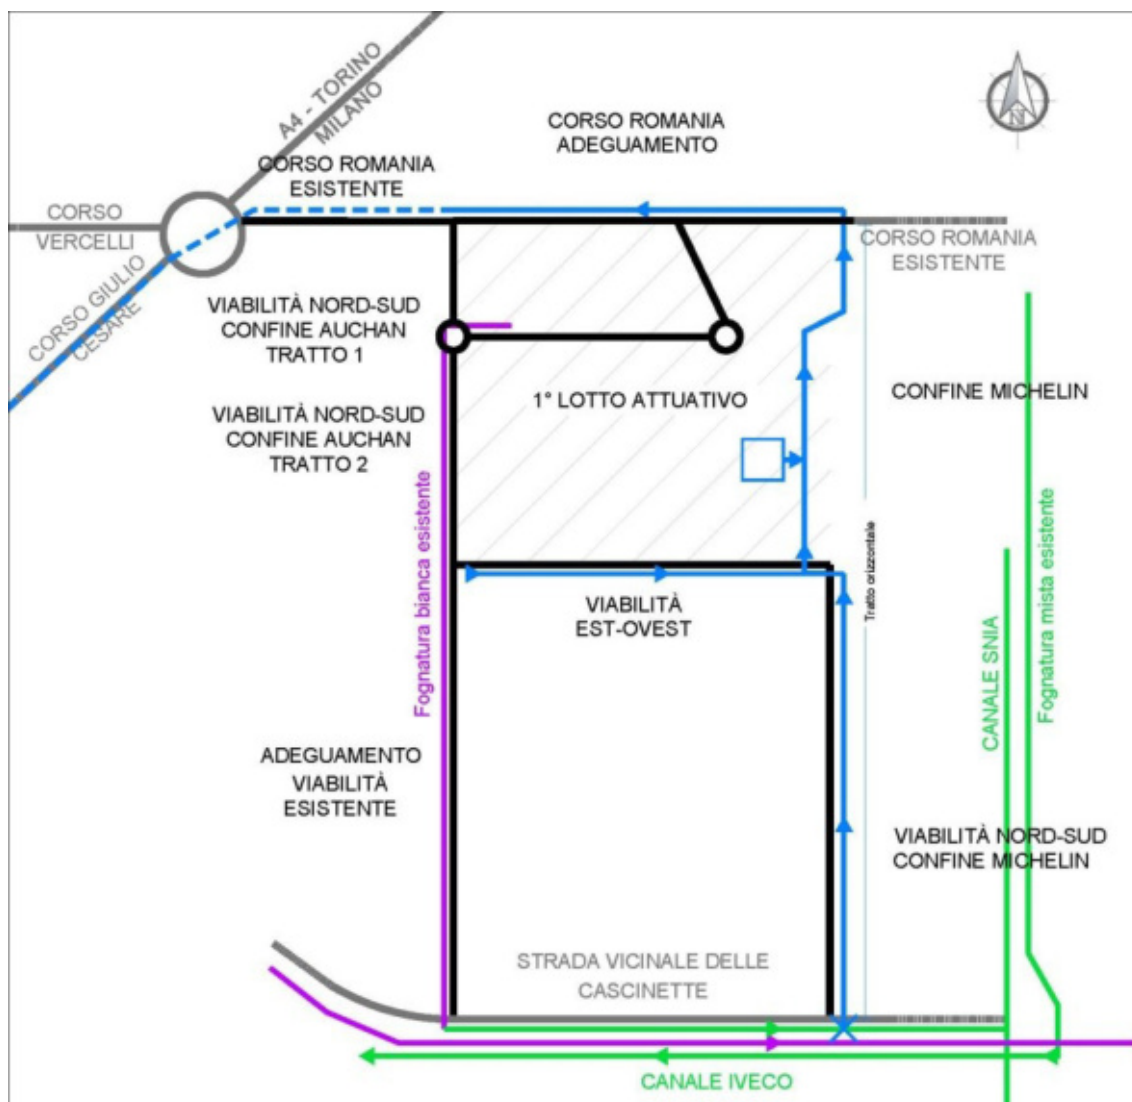 A4 - TORINO
MILANO
N
CORSO ROMANIA
ADEGUAMENTO
CORSO ROMANIA
ESISTENTE
CORSO
VERCELLI
CORSO GIULIO
CESARE
CORSO ROMANIA
ESISTENTE
VIABILITÀ NORD-SUD
CONFINE AUCHAN
TRATTO 1
VIABILITÀ NORD-SUD
CONFINE AUCHAN
TRATTO 2
1° LOTTO ATTUATIVO
CONFINE MICHELIN
Fognatura bianca esistente
Tratto orizzontale
Fognatura mista esistente
CANALE SNIA
VIABILITÀ
EST-OVEST
ADEGUAMENTO
VIABILITÀ
ESISTENTE
VIABILITÀ NORD-SUD
CONFINE MICHELIN
STRADA VICINALE DELLE
CASCINETTE
CANALE IVECO